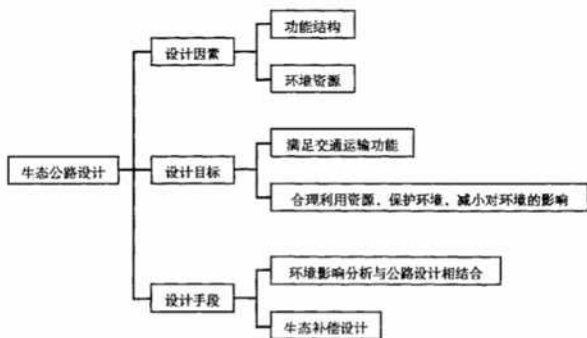 功能结构
设计因素
环境资源
满足交通运输功能
生态公路设计
设计目标
合理利用资源、保护环境、减小对环境的影响
环境影响分析与公路设计相结合
设计手段
生态补偿设计